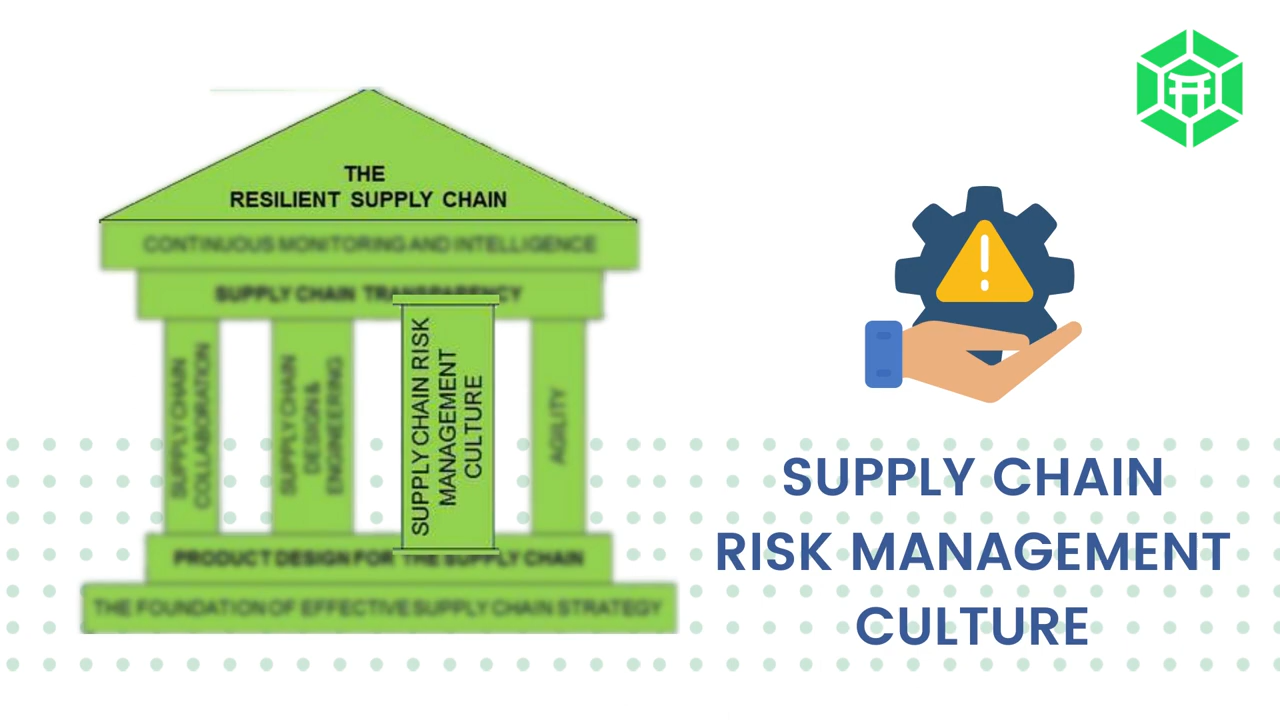 THE
RESILIENT SUPPLY CHAIN
CONTINUOUS MONITORING AND INTELLIGENCE
SUPPLY CHAIN TRANSPARENCY
SUPPLY CHAIN
COLLABORATION
SUPPLY CHAIN
DESIGN &
ENGINEERING
SUPPLY CHAIN RISK
MANAGEMENT
CULTURE
AGILITY
PRODUCT DESIGN FOR THE SUPPLY CHAIN
THE FOUNDATION OF EFFECTIVE SUPPLY CHAIN STRATEGY
SUPPLY CHAIN
RISK MANAGEMENT
CULTURE